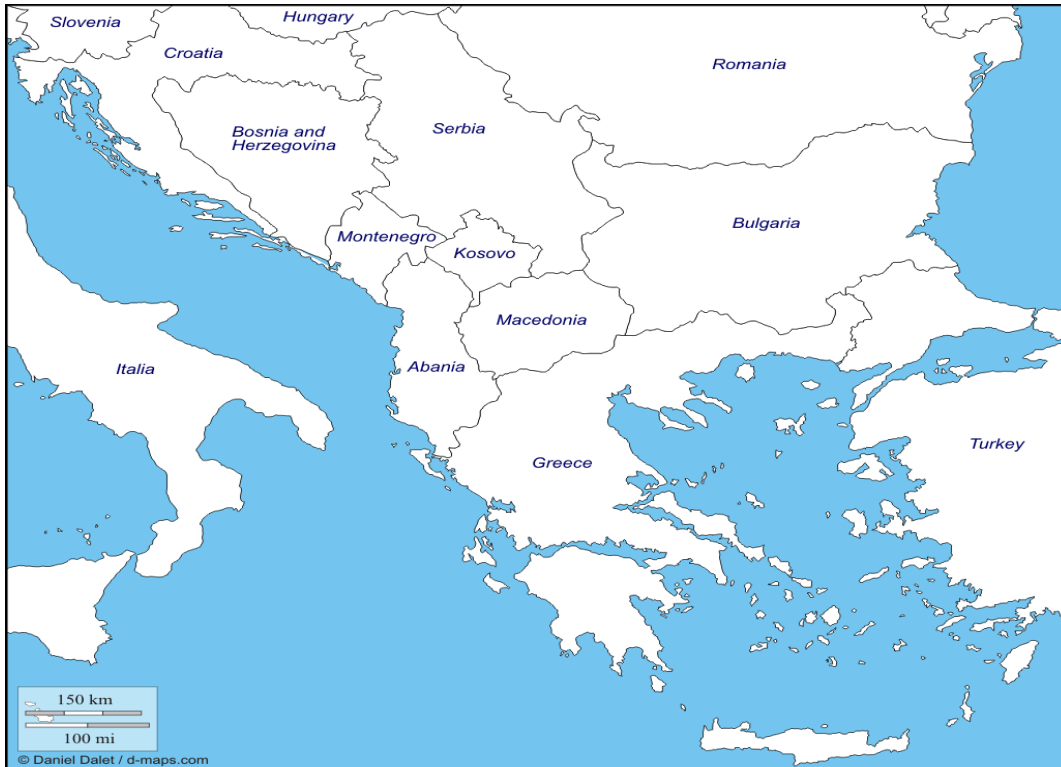 Hungary
Slovenia
Croatia
Romania
Bosnia and
Herzegovina
Serbia
Bulgaria
Montenegro
Kosovo
Macedonia
Italia
Abania
Greece
Turkey
150 km
100 mi
© Daniel Dalet / d-maps.com